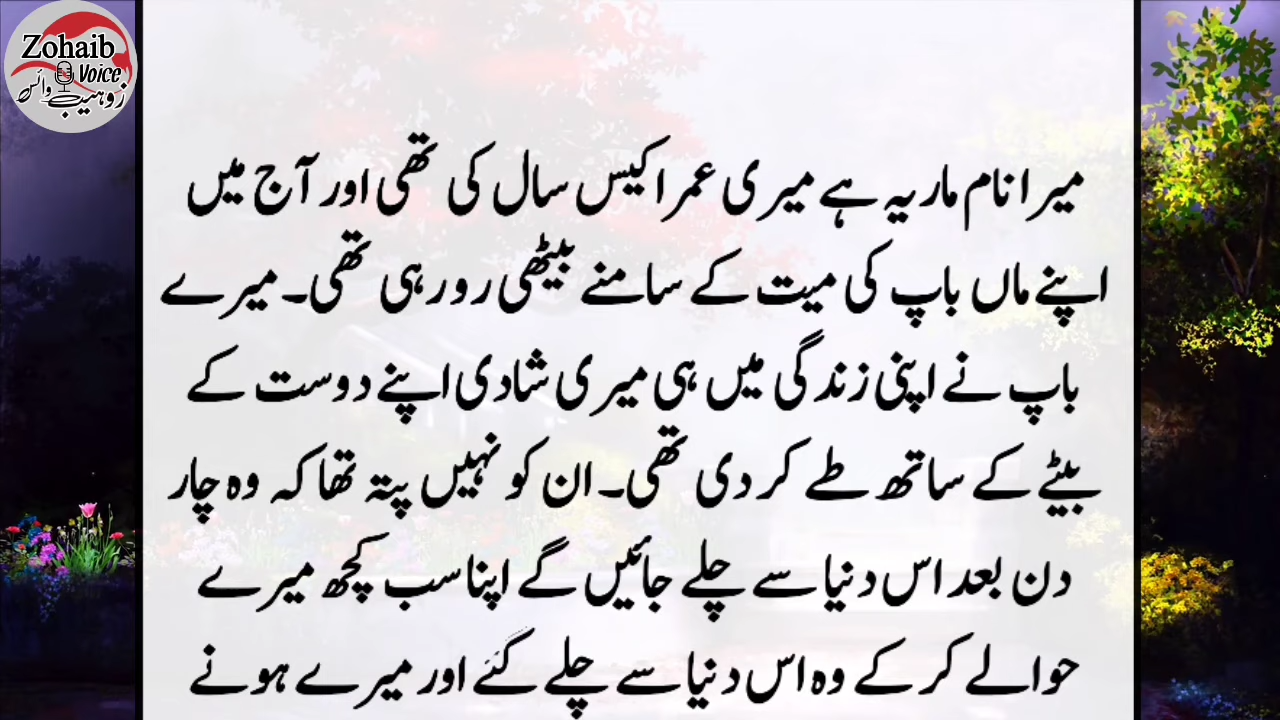 Zohaib
Voice
زوہیب وائس
میرا نام ماریہ ہے میری عمر اکیس سال کی تھی اور آج میں
اپنے ماں باپ کی میت کے سامنے بیٹھی رو رہی تھی۔ میرے
باپ نے اپنی زندگی میں ہی میری شادی اپنے دوست کے
بیٹے کے ساتھ طے کر دی تھی۔ ان کو نہیں پتہ تھا کہ وہ چار
دن بعد اس دنیا سے چلے جائیں گے اپنا سب کچھ میرے
حوالے کر کے وہ اس دنیا سے چلے گئے اور میرے ہونے